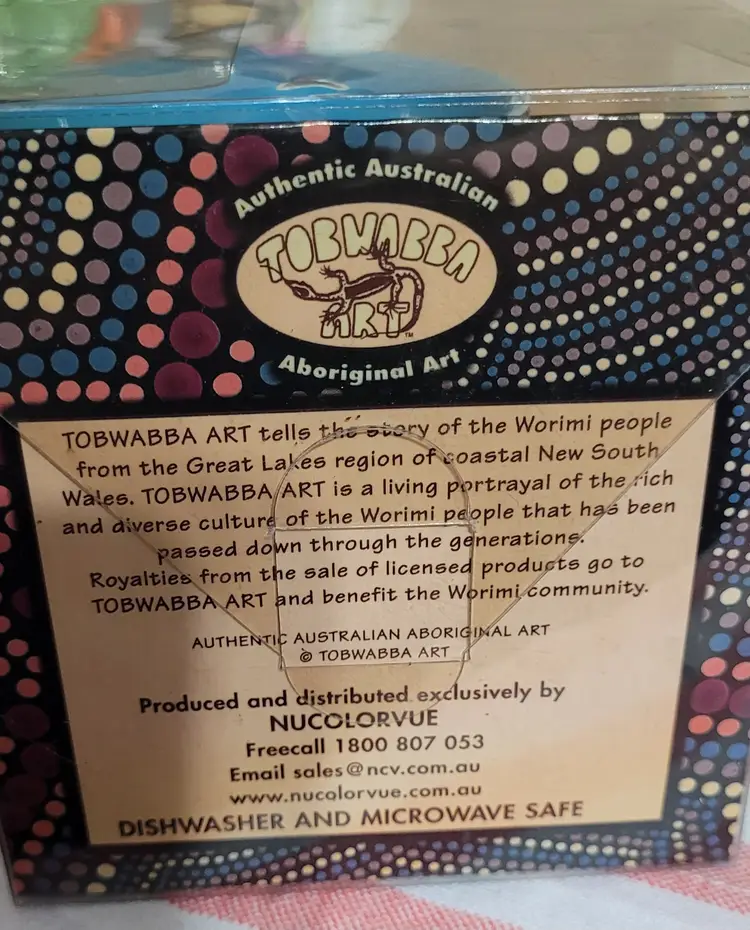 Authentic Australian
TOBWABBA
ART™
Aboriginal Art
TOBWABBA ART tells the story of the Worimi people
from the Great Lakes region of coastal New South
Wales. TOBWABBA ART is a living portrayal of the rich
and diverse culture of the Worimi people that has been
passed down through the generations.
Royalties from the sale of licensed products go to
TOBWABBA ART and benefit the Worimi community.
AUTHENTIC AUSTRALIAN ABORIGINAL ART
© TOBWABBA ART
Produced and distributed exclusively by
NUCOLORVUE
Freecall 1800 807 053
Email sales@ncv.com.au
www.nucolorvue.com.au
DISHWASHER AND MICROWAVE SAFE